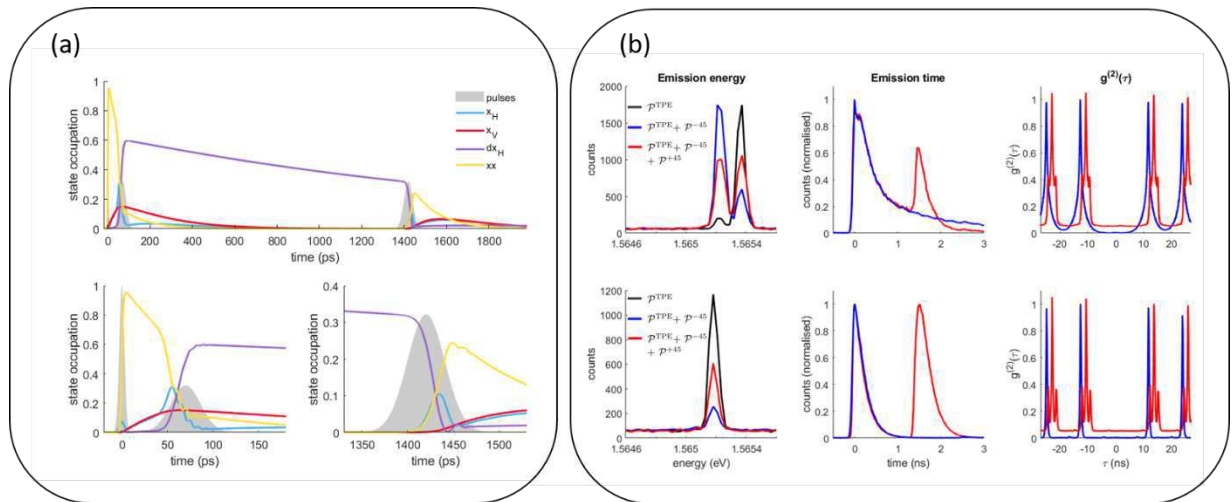 (a)
state occupation
1
0.8
0.6
0.4
0.2
0
0 200 400 600 800 1000 1200 1400 1600 1800
time (ps)
pulses
x_H
x_V
dx_H
xx
state occupation
1
0.8
0.6
0.4
0.2
0
0 50 100 150
time (ps)
state occupation
0.4
0.3
0.2
0.1
0
1350 1400 1450 1500
time (ps)
(b)
Emission energy
counts
2000
1500
1000
500
0
1.5646 1.565 1.5654
P^TPE
P^TPE + P^-45
P^TPE + P^-45
+ P^+45
Emission time
counts (normalised)
1
0.8
0.6
0.4
0.2
0
0 1 2 3
g^(2)(τ)
g^(2)(τ)
1
0.8
0.6
0.4
0.2
0
-20 -10 0 10 20
counts
1200
1000
800
600
400
200
0
1.5646 1.565 1.5654
energy (eV)
P^TPE
P^TPE + P^-45
P^TPE + P^-45
+ P^+45
counts (normalised)
1
0.8
0.6
0.4
0.2
0
0 1 2 3
time (ns)
g^(2)(τ)
1
0.8
0.6
0.4
0.2
0
-20 -10 0 10 20
τ (ns)